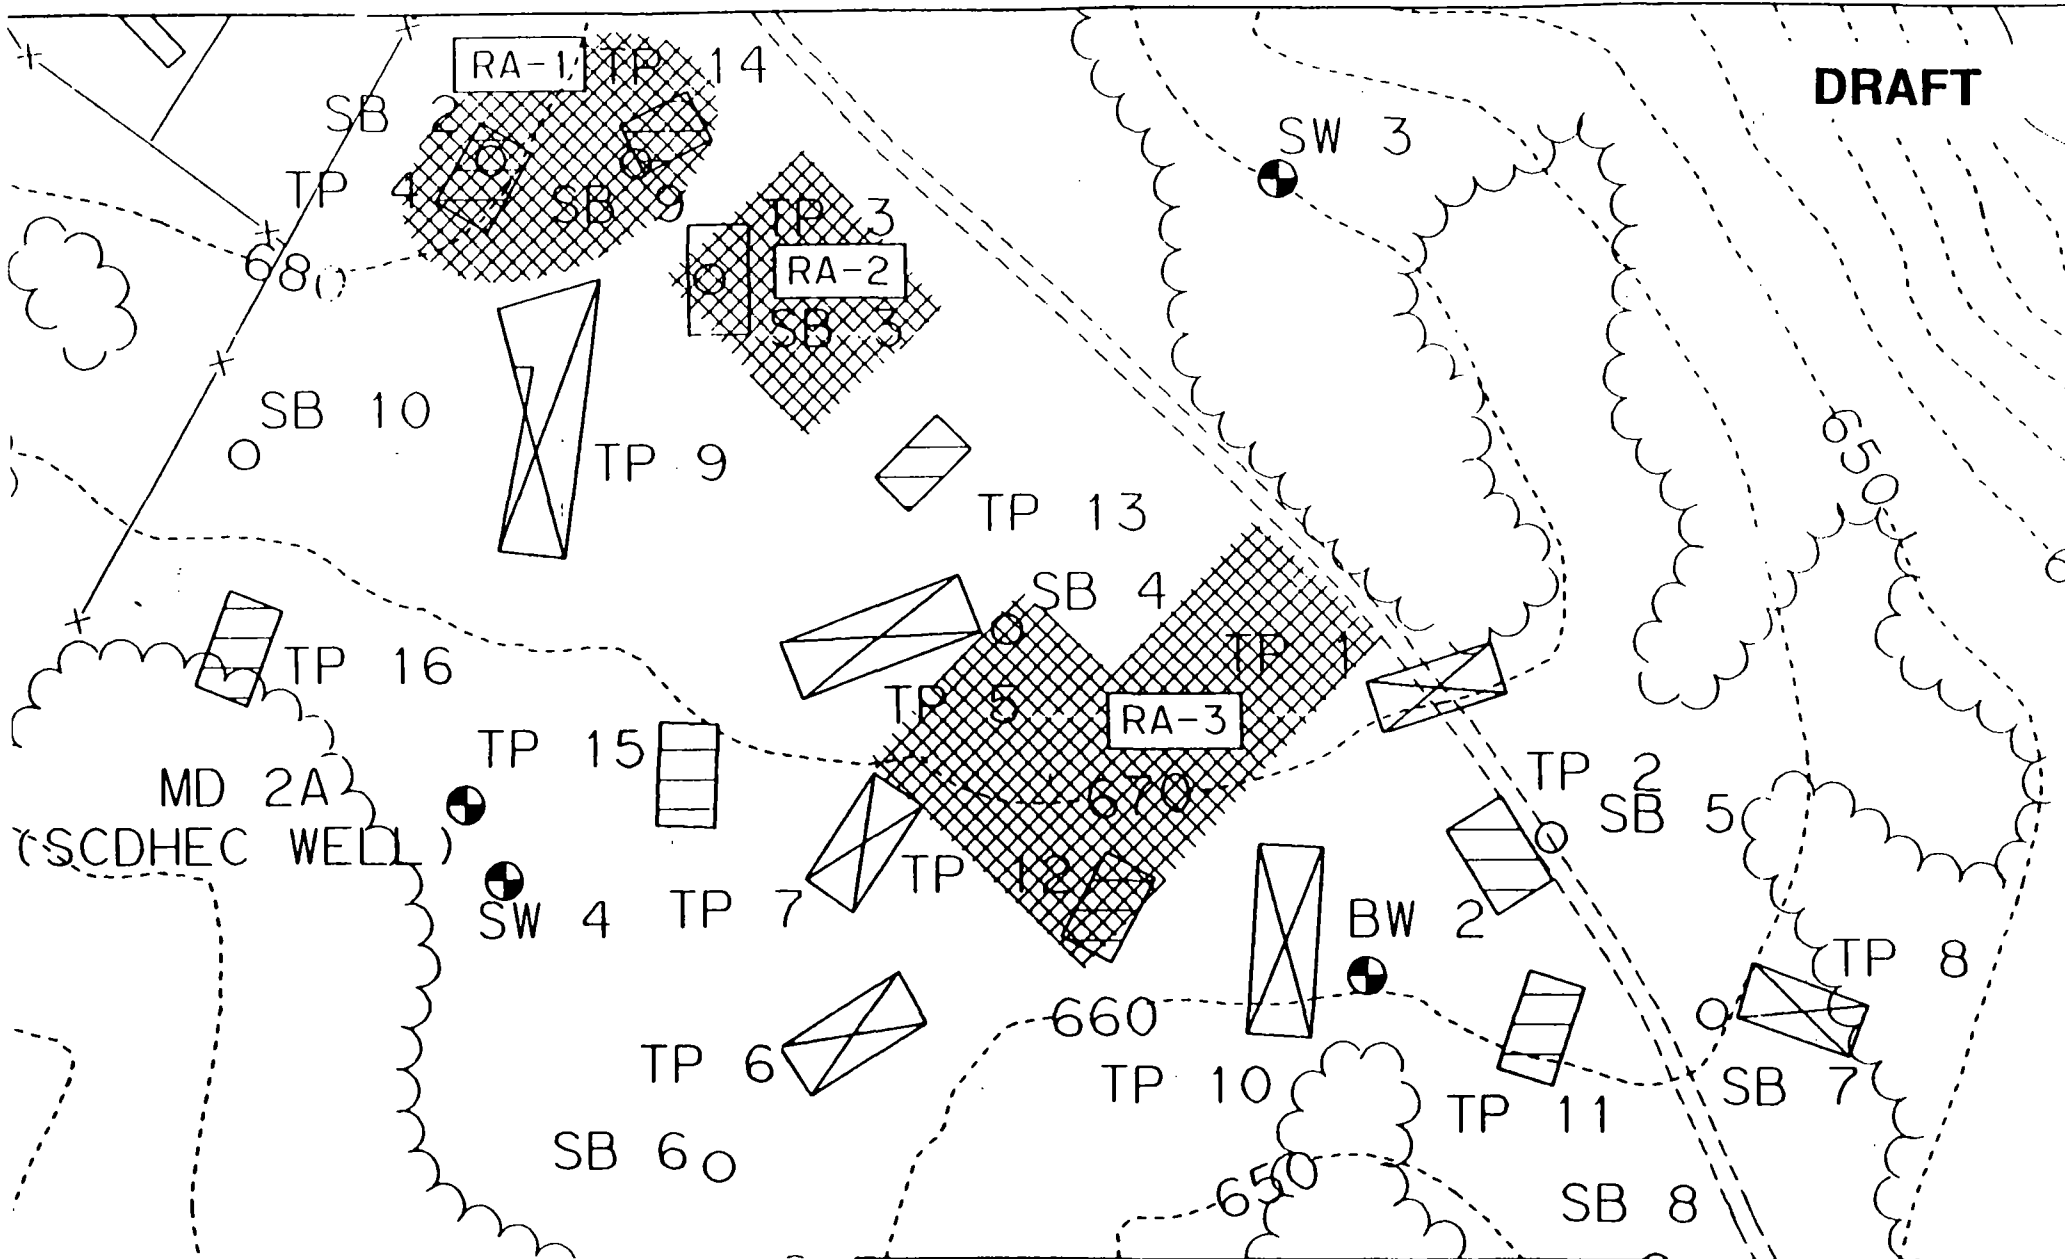 RA-1
TP 14
DRAFT
SB 2
SW 3
TP 4
SB 9
TP 3
680
RA-2
SB 3
SB 10
650
TP 9
TP 13
SB 4
TP 1
TP 16
TP 5
RA-3
TP 15
TP 2
MD 2A
670
SB 5
(SCDHEC WELL)
TP 12
TP 7
SW 4
BW 2
TP 8
660
TP 6
TP 10
SB 7
TP 11
SB 6
650
SB 8